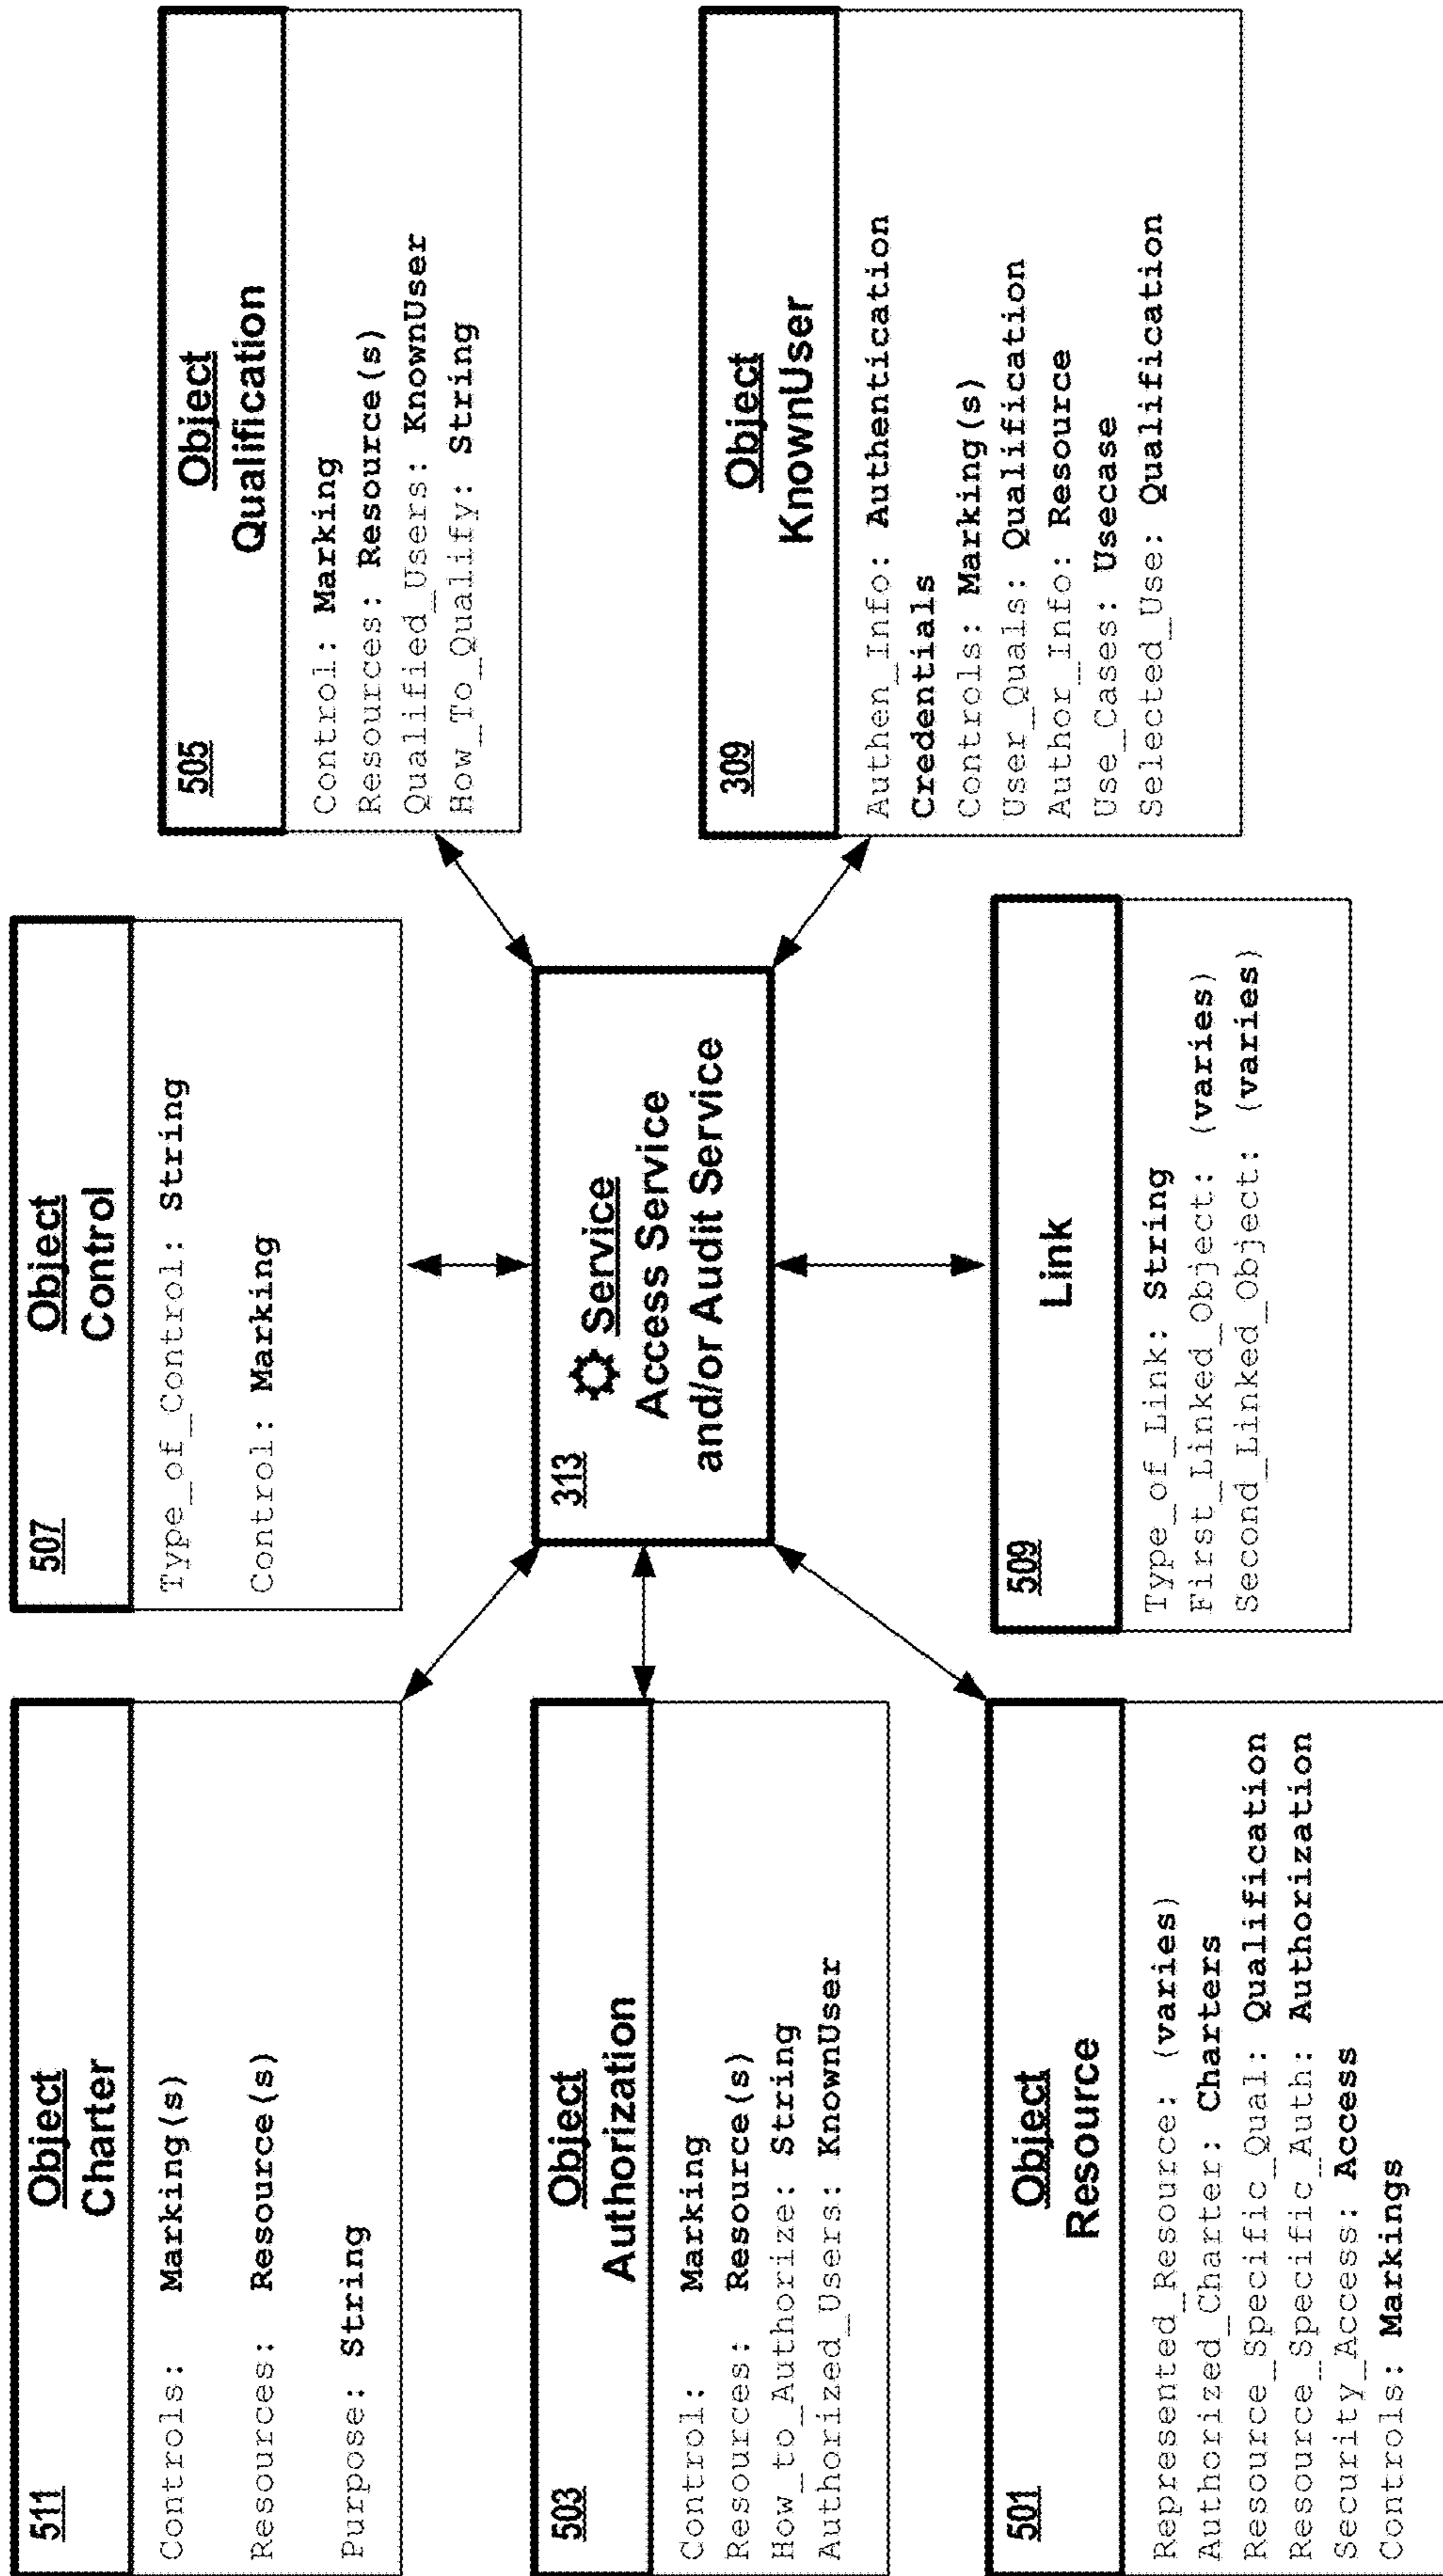 511
Object
Charter
Controls: Marking(s)
Resources: Resource(s)
Purpose: String
507
Object
Control
Type_of_Control: String
Control: Marking
505
Object
Qualification
Control: Marking
Resources: Resource(s)
Qualified_Users: KnownUser
How_To_Qualify: String
503
Object
Authorization
Control: Marking
Resources: Resource(s)
How_to_Authorize: String
Authorized_Users: KnownUser
313
Service
Access Service
and/or Audit Service
309
Object
KnownUser
Authen_Info: Authentication
Credentials
Controls: Marking(s)
User_Quals: Qualification
Author_Info: Resource
Use_Cases: Usecase
Selected_Use: Qualification
501
Object
Resource
Represented_Resource: (varies)
Authorized_Charter: Charters
Resource_Specific_Qual: Qualification
Resource_Specific_Auth: Authorization
Security_Access: Access
Controls: Markings
509
Link
Type_of_Link: String
First_Linked_Object: (varies)
Second_Linked_Object: (varies)